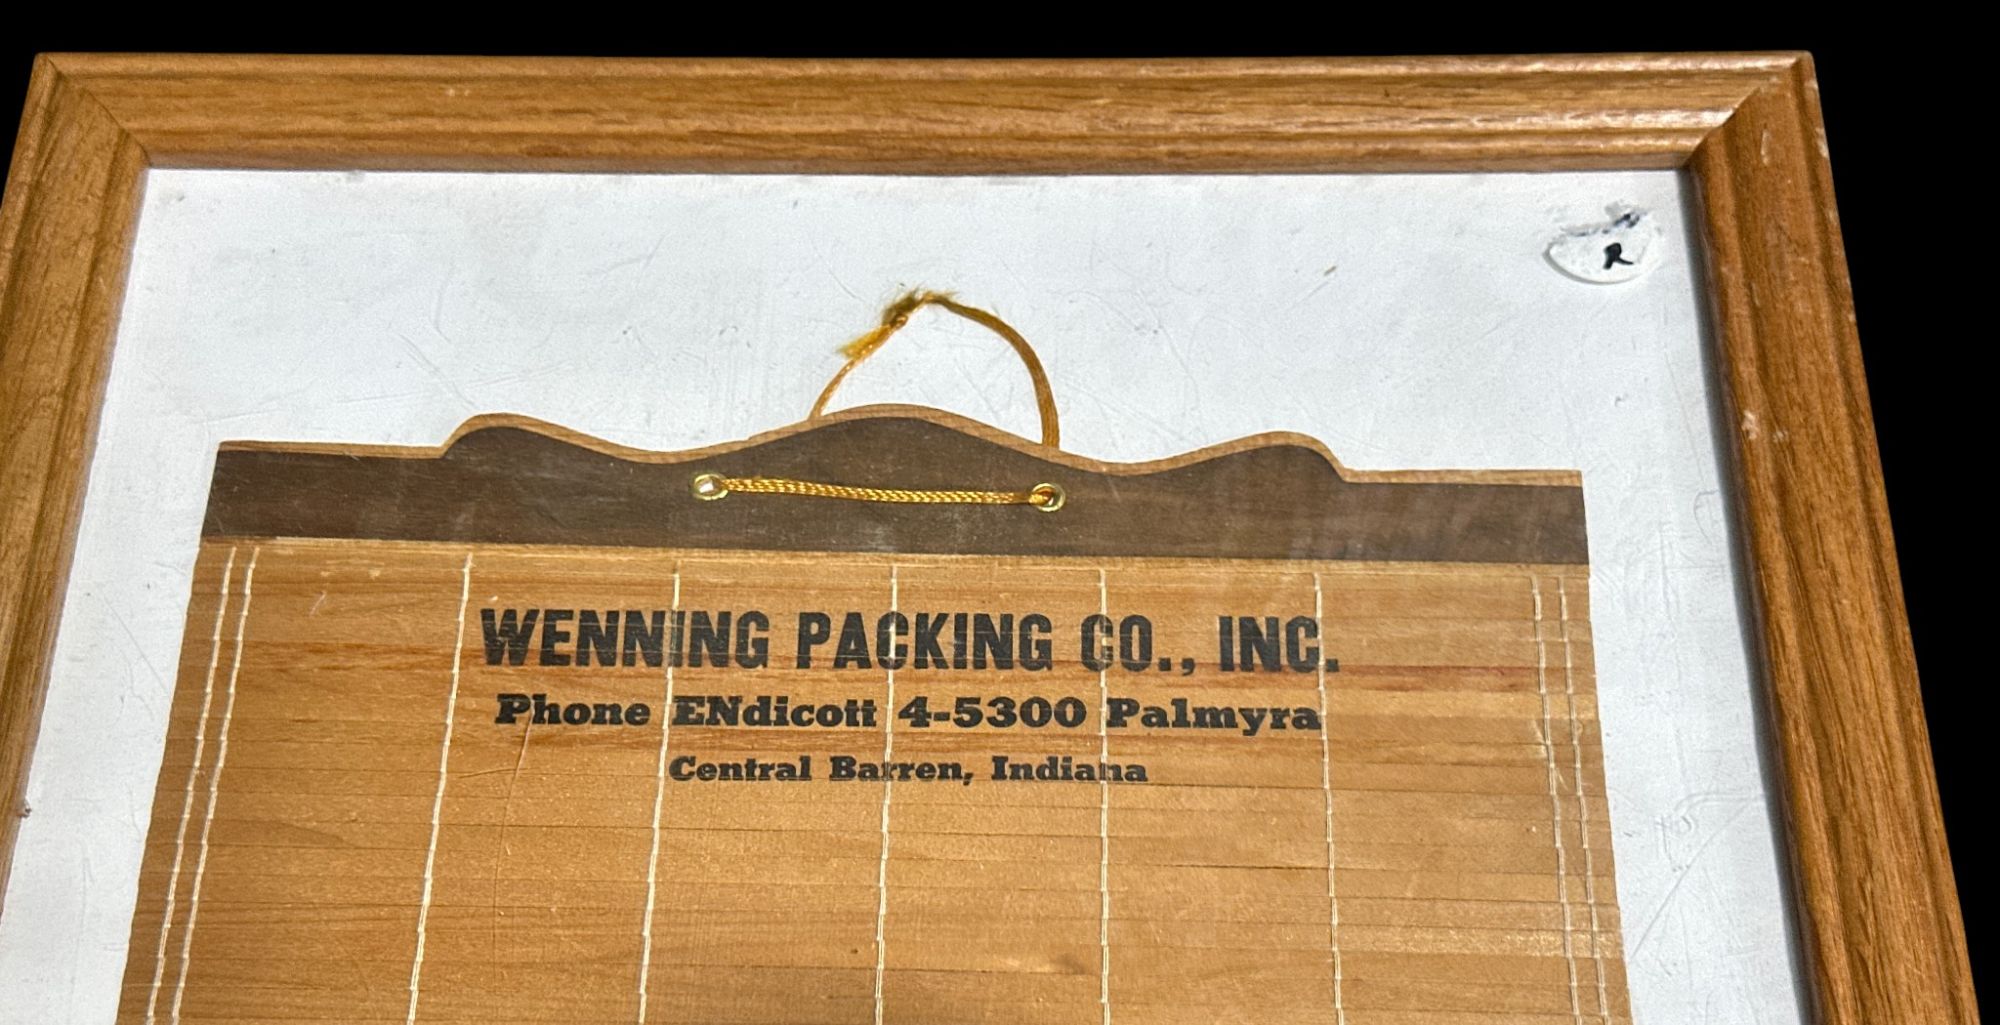 R
WENNING PACKING CO., INC.
Phone ENdicott 4-5300 Palmyra
Central Barren, Indiana